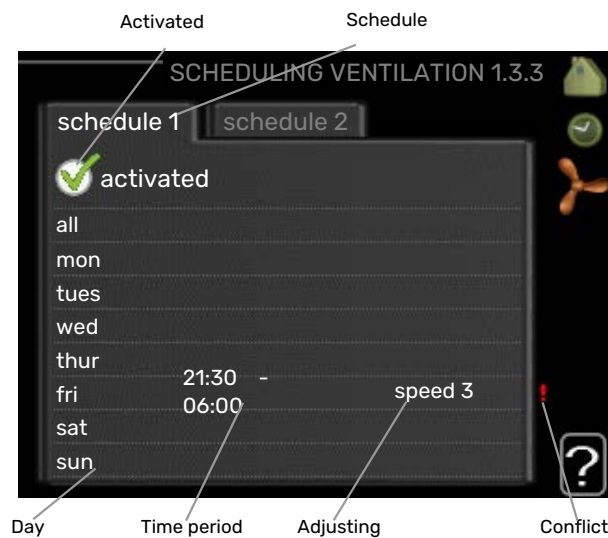 Activated Schedule
SCHEDULING VENTILATION 1.3.3
schedule 1 schedule 2
activated
all
mon
tues
wed
thur
fri 21:30 - speed 3 !
06:00
sat
sun
?
Day Time period Adjusting Conflict